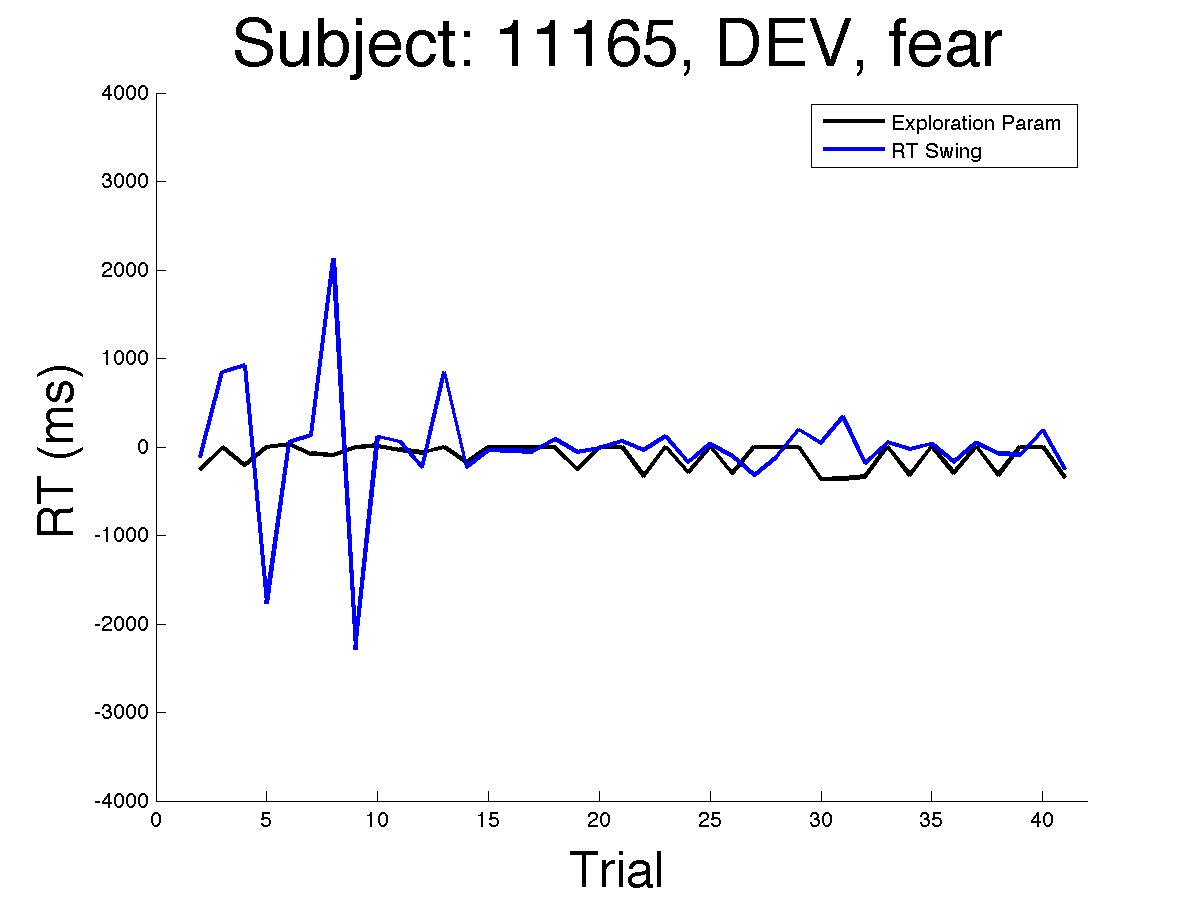 Subject: 11165, DEV, fear
4000
3000
2000
1000
0
-1000
-2000
-3000
-4000
RT (ms)
Exploration Param
RT Swing
0 5 10 15 20 25 30 35 40
Trial